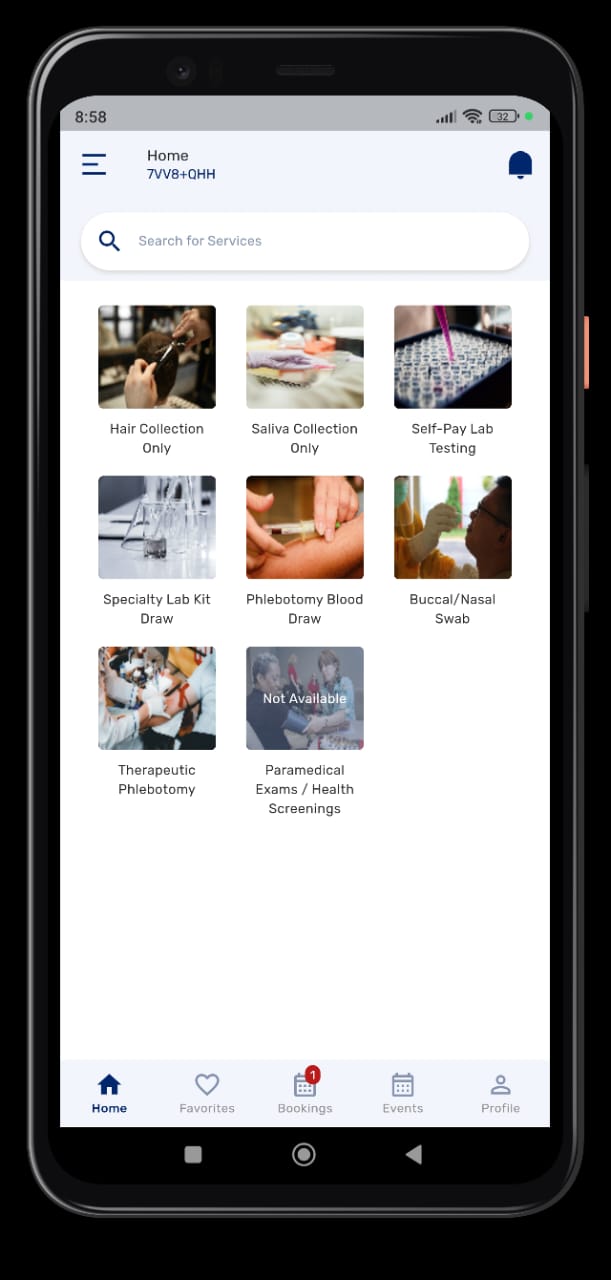 8:58
32
Home
7VV8+QHH
Search for Services
Hair Collection
Only
Saliva Collection
Only
Self-Pay Lab
Testing
Specialty Lab Kit
Draw
Phlebotomy Blood
Draw
Buccal/Nasal
Swab
Not Available
Therapeutic
Phlebotomy
Paramedical
Exams / Health
Screenings
1
Home
Favorites
Bookings
Events
Profile